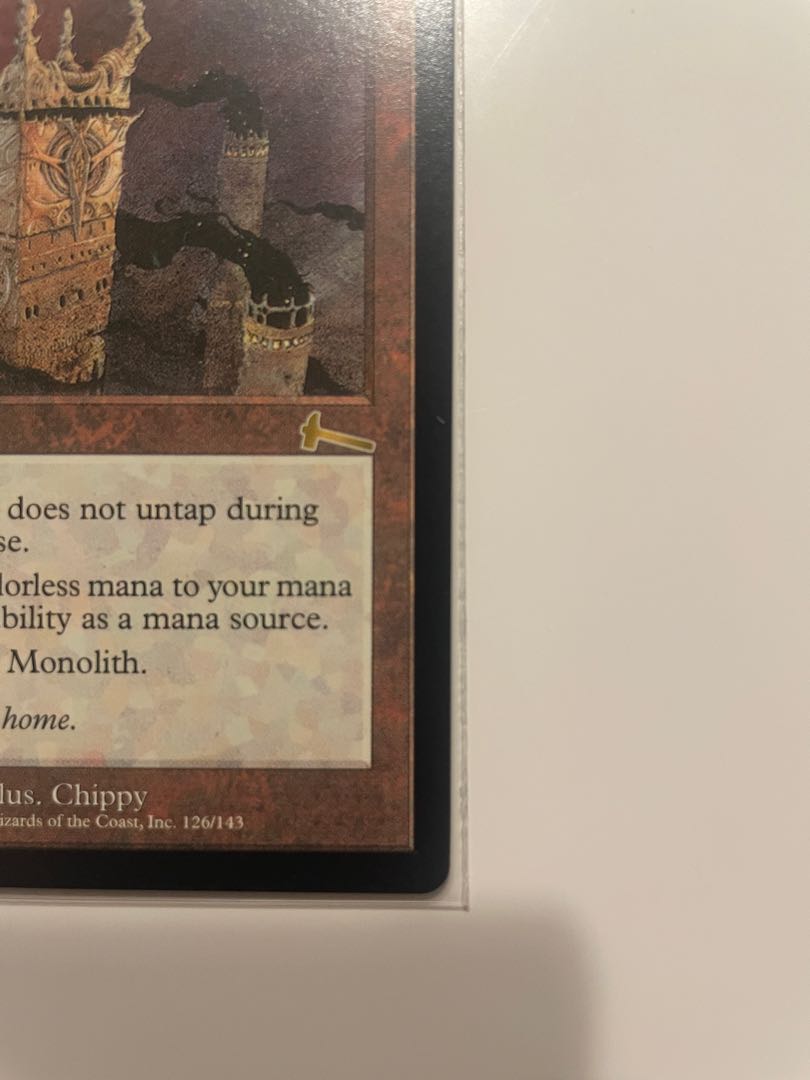 does not untap during
se.
lorless mana to your mana
bility as a mana source.
Monolith.
home.
lus. Chippy
izards of the Coast, Inc. 126/143